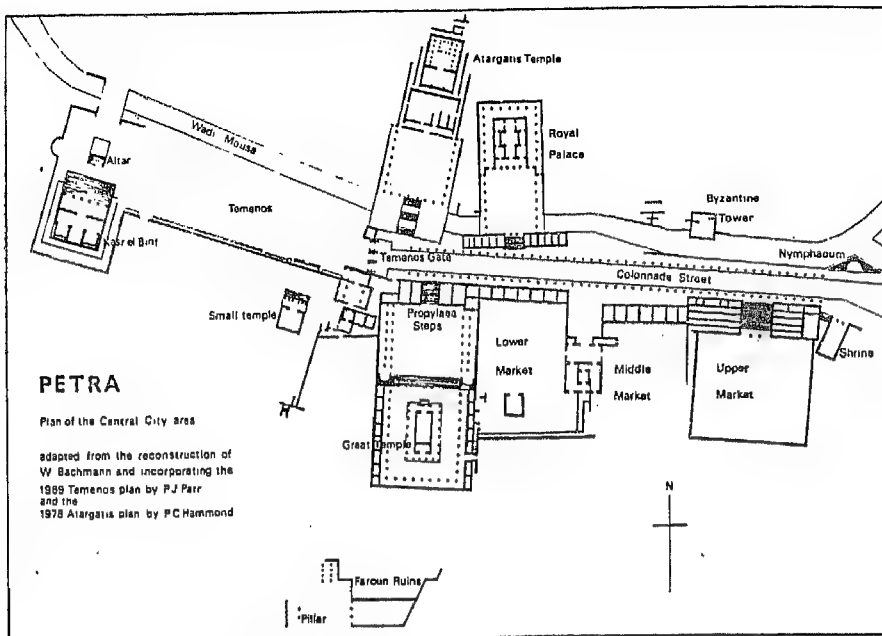 Atargatis Temple
Wadi Mousa
Royal
Palace
Altar
Byzantine
Tower
Temenos
Kasr el Bint
Nymphaeum
Temenos Gate
Colonnade Street
Small temple
Propylaea
Steps
Lower
Market
Middle
Market
Upper
Market
Shrine
PETRA
Plan of the Central City area
Great Temple
adapted from the reconstruction of
W Bachmann and incorporating the
1989 Temenos plan by PJ Parr
and the
1978 Atargatis plan by PC Hammond
N
Faroun Ruins
Pillar